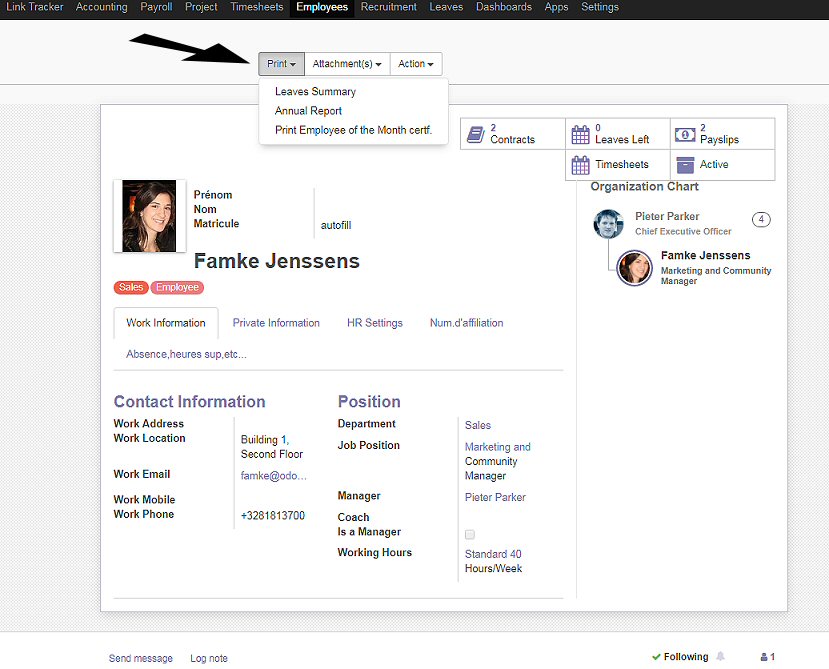 Link Tracker Accounting Payroll Project Timesheets Employees Recruitment Leaves Dashboards Apps Settings
Print Attachment(s) Action
Leaves Summary
Annual Report
Print Employee of the Month certf.
2 Contracts
0 Leaves Left
2 Payslips
Timesheets
Active
Prénom
Nom
Matricule
autofill
Famke Jenssens
Sales Employee
Organization Chart
Pieter Parker
4
Chief Executive Officer
Famke Jenssens
Marketing and Community
Manager
Work Information Private Information HR Settings Num.d'affiliation
Absence,heures sup,etc...
Contact Information
Work Address
Work Location
Building 1,
Second Floor
Work Email
famke@odo...
Work Mobile
Work Phone
+3281813700
Position
Department
Sales
Job Position
Marketing and
Community
Manager
Manager
Pieter Parker
Coach
Is a Manager
Working Hours
Standard 40
Hours/Week
Send message Log note
Following 1